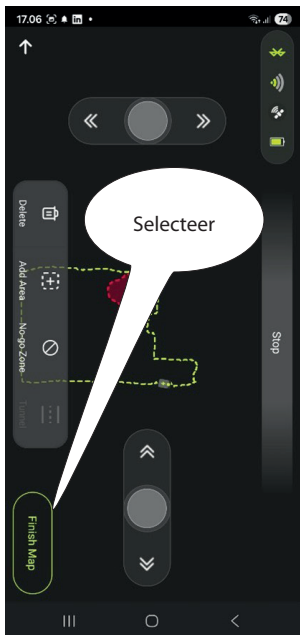 17.06
74
Selecteer
Delete
Add Area
No-go Zone
Tunnel
Stop
Finish Map